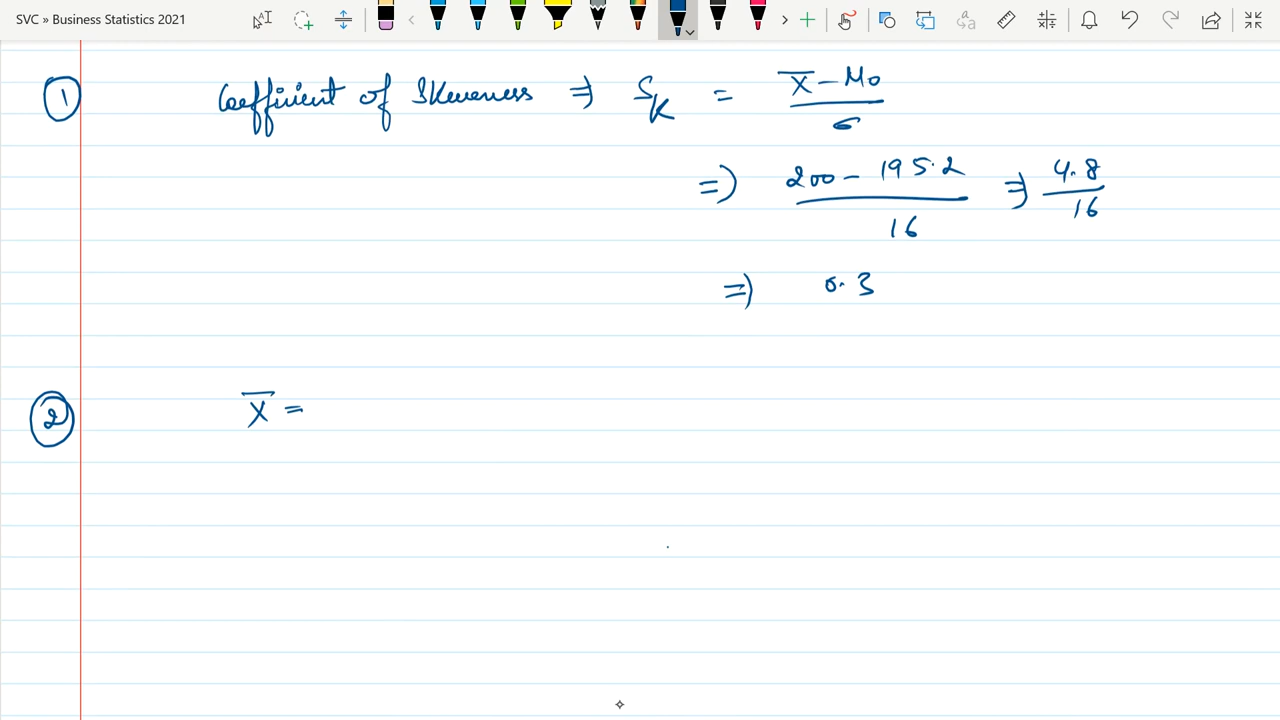 SVC » Business Statistics 2021
① Coefficient of Skewness ⇒ S_K = (X̅ − Mo) / σ
⇒ (200 − 195.2) / 16 ⇒ 4.8 / 16
⇒ 0.3
② X̅ =